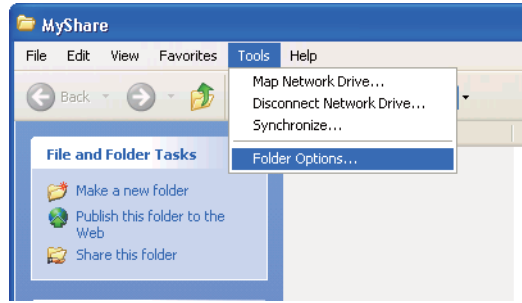 MyShare
File Edit View Favorites Tools Help
Map Network Drive...
Disconnect Network Drive...
Synchronize...
Folder Options...
Back
File and Folder Tasks
Make a new folder
Publish this folder to the
Web
Share this folder